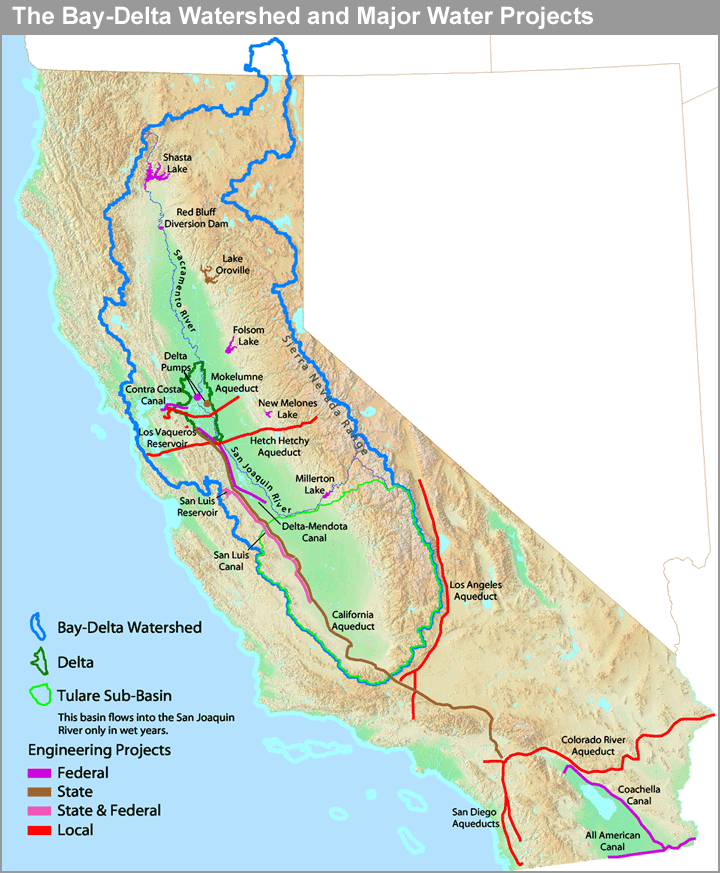 The Bay-Delta Watershed and Major Water Projects
Shasta
Lake
Red Bluff
Diversion Dam
Sacramento River
Lake
Oroville
Folsom
Lake
Sierra Nevada Range
Delta
Pumps
Mokelumne
Aqueduct
Contra Costa
Canal
New Melones
Lake
Los Vaqueros
Reservoir
Hetch Hetchy
Aqueduct
San Joaquin River
Millerton
Lake
San Luis
Reservoir
Delta-Mendota
Canal
San Luis
Canal
Los Angeles
Aqueduct
California
Aqueduct
Bay-Delta Watershed
Delta
Tulare Sub-Basin
This basin flows into the San Joaquin
River only in wet years.
Engineering Projects
Federal
State
State & Federal
Local
Colorado River
Aqueduct
Coachella
Canal
San Diego
Aqueducts
All American
Canal